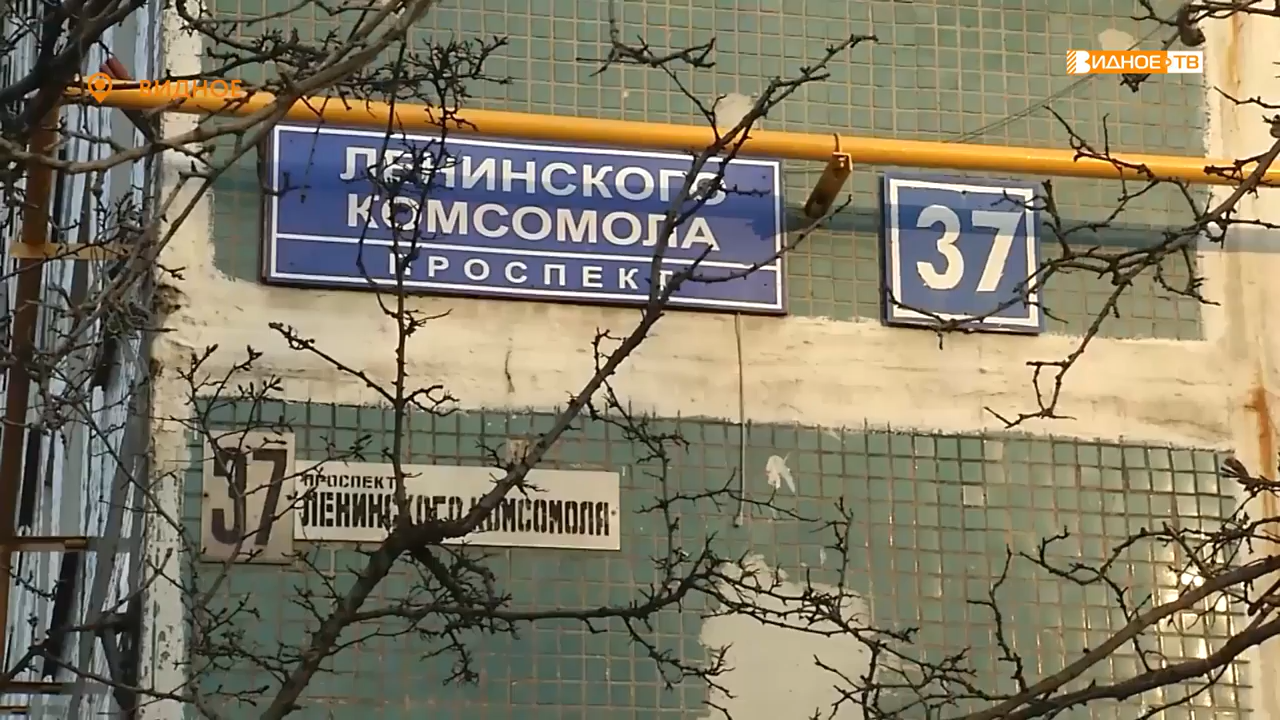 ВИДНОЕ
ВИДНОЕ ТВ
ЛЕНИНСКОГО
КОМСОМОЛА
ПРОСПЕКТ
37
37
ПРОСПЕКТ
ЛЕНИНСКОГО КОМСОМОЛА